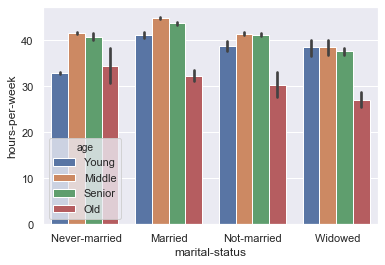 hours-per-week
40
30
20
10
0
age
Young
Middle
Senior
Old
Never-married Married Not-married Widowed
marital-status